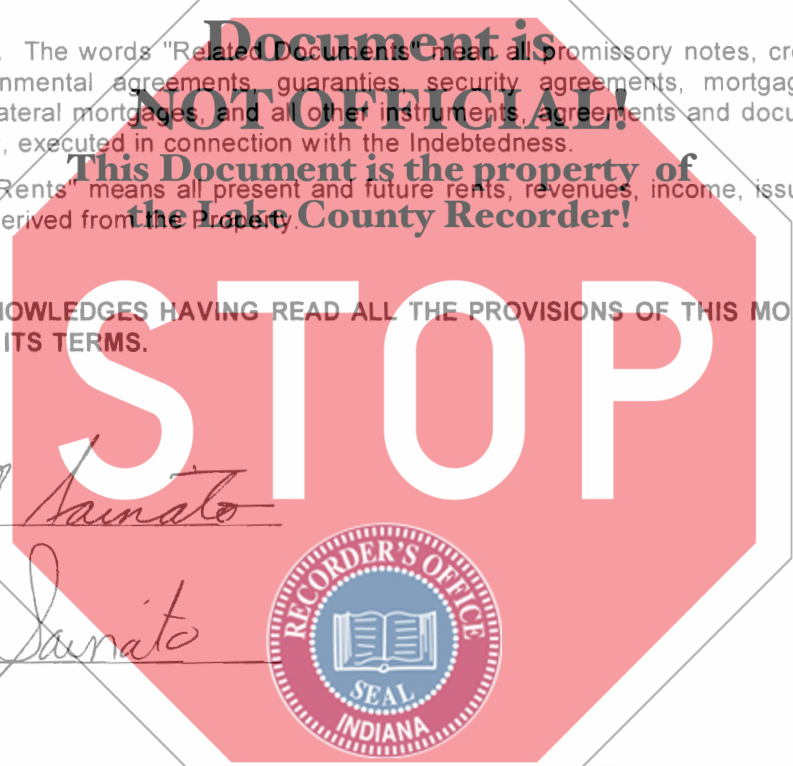 Document is
. The words "Related Documents" mean all promissory notes, cre
nmental agreements, guaranties, security agreements, mortgag
NOT OFFICIAL!
ateral mortgages, and all other instruments, agreements and docu
, executed in connection with the Indebtedness.
This Document is the property of
Rents" means all present and future rents, revenues, income, issu
erived from the Property.
the Lake County Recorder!
NOWLEDGES HAVING READ ALL THE PROVISIONS OF THIS MO
ITS TERMS.
STOP
Sainato
Sainato
RECORDER'S OFFICE
SEAL
INDIANA